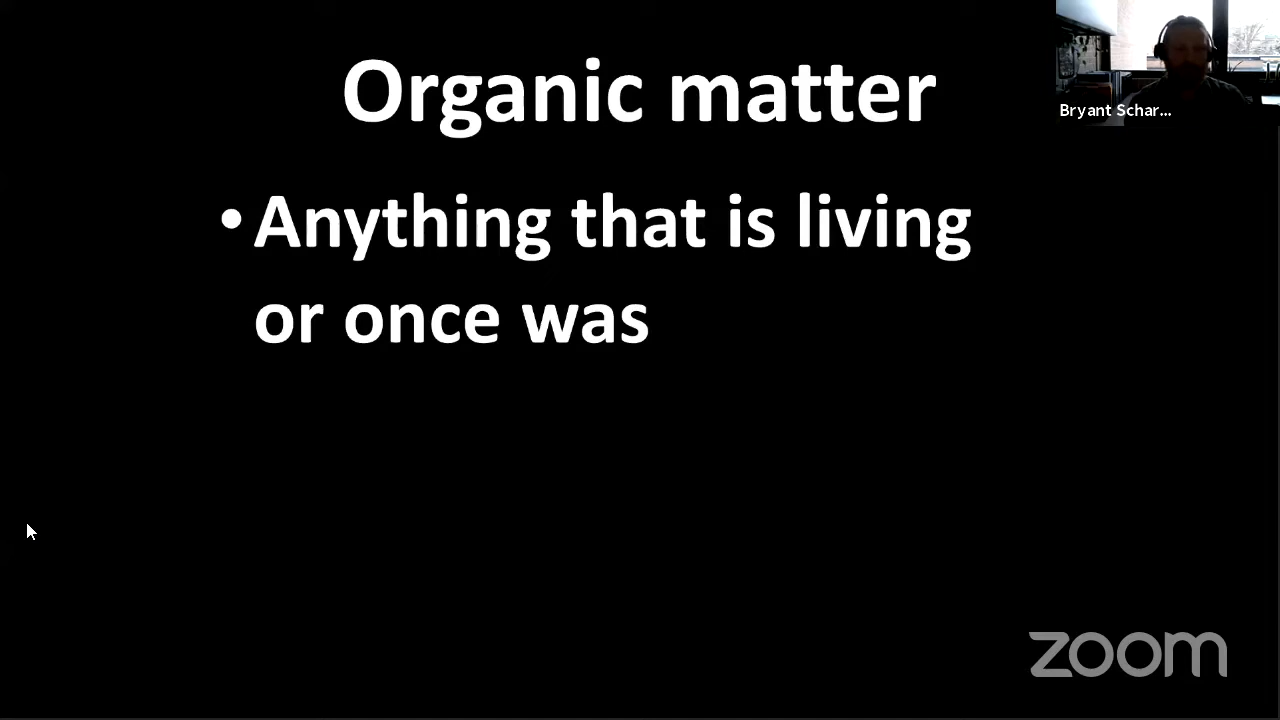 Organic matter
Bryant Schar...
• Anything that is living
or once was
zoom